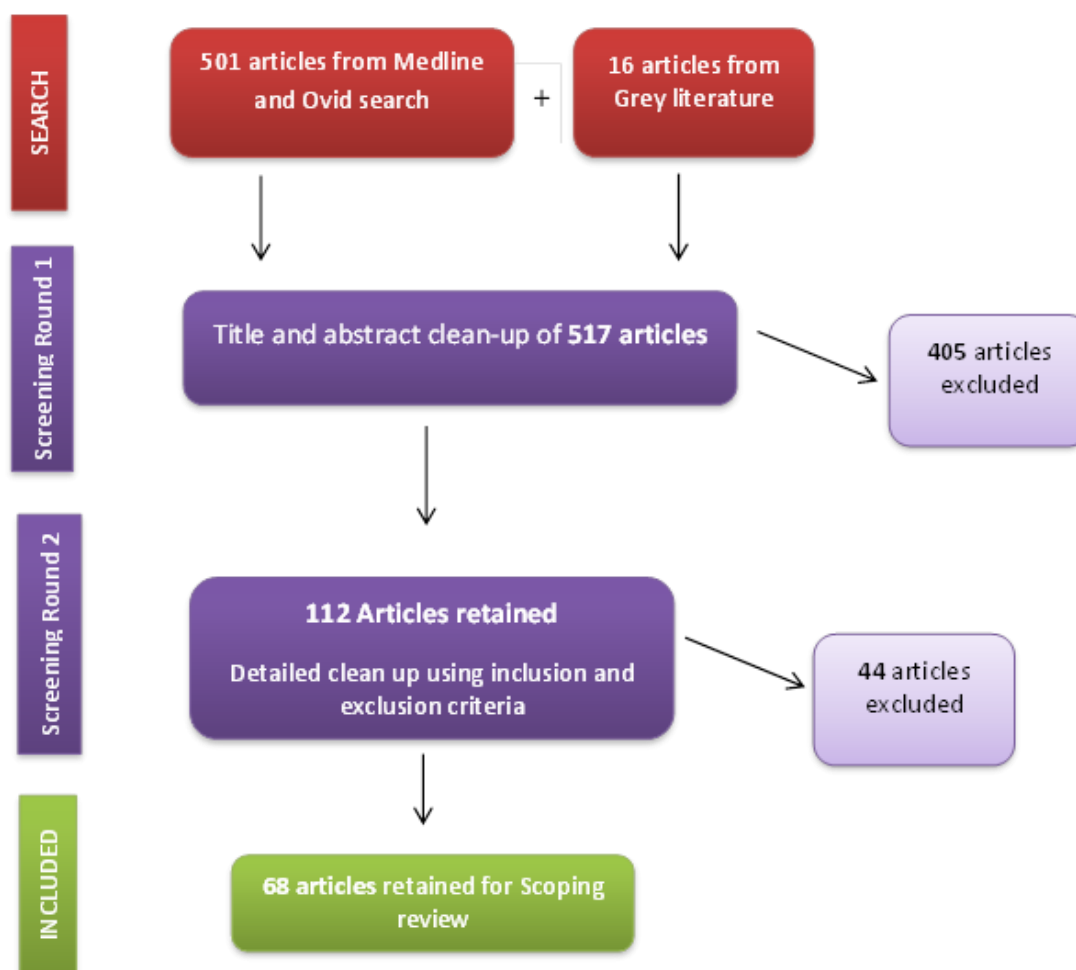 SEARCH
501 articles from Medline
and Ovid search
+
16 articles from
Grey literature
Screening Round 1
Title and abstract clean-up of 517 articles
405 articles
excluded
Screening Round 2
112 Articles retained
Detailed clean up using inclusion and
exclusion criteria
44 articles
excluded
INCLUDED
68 articles retained for Scoping
review